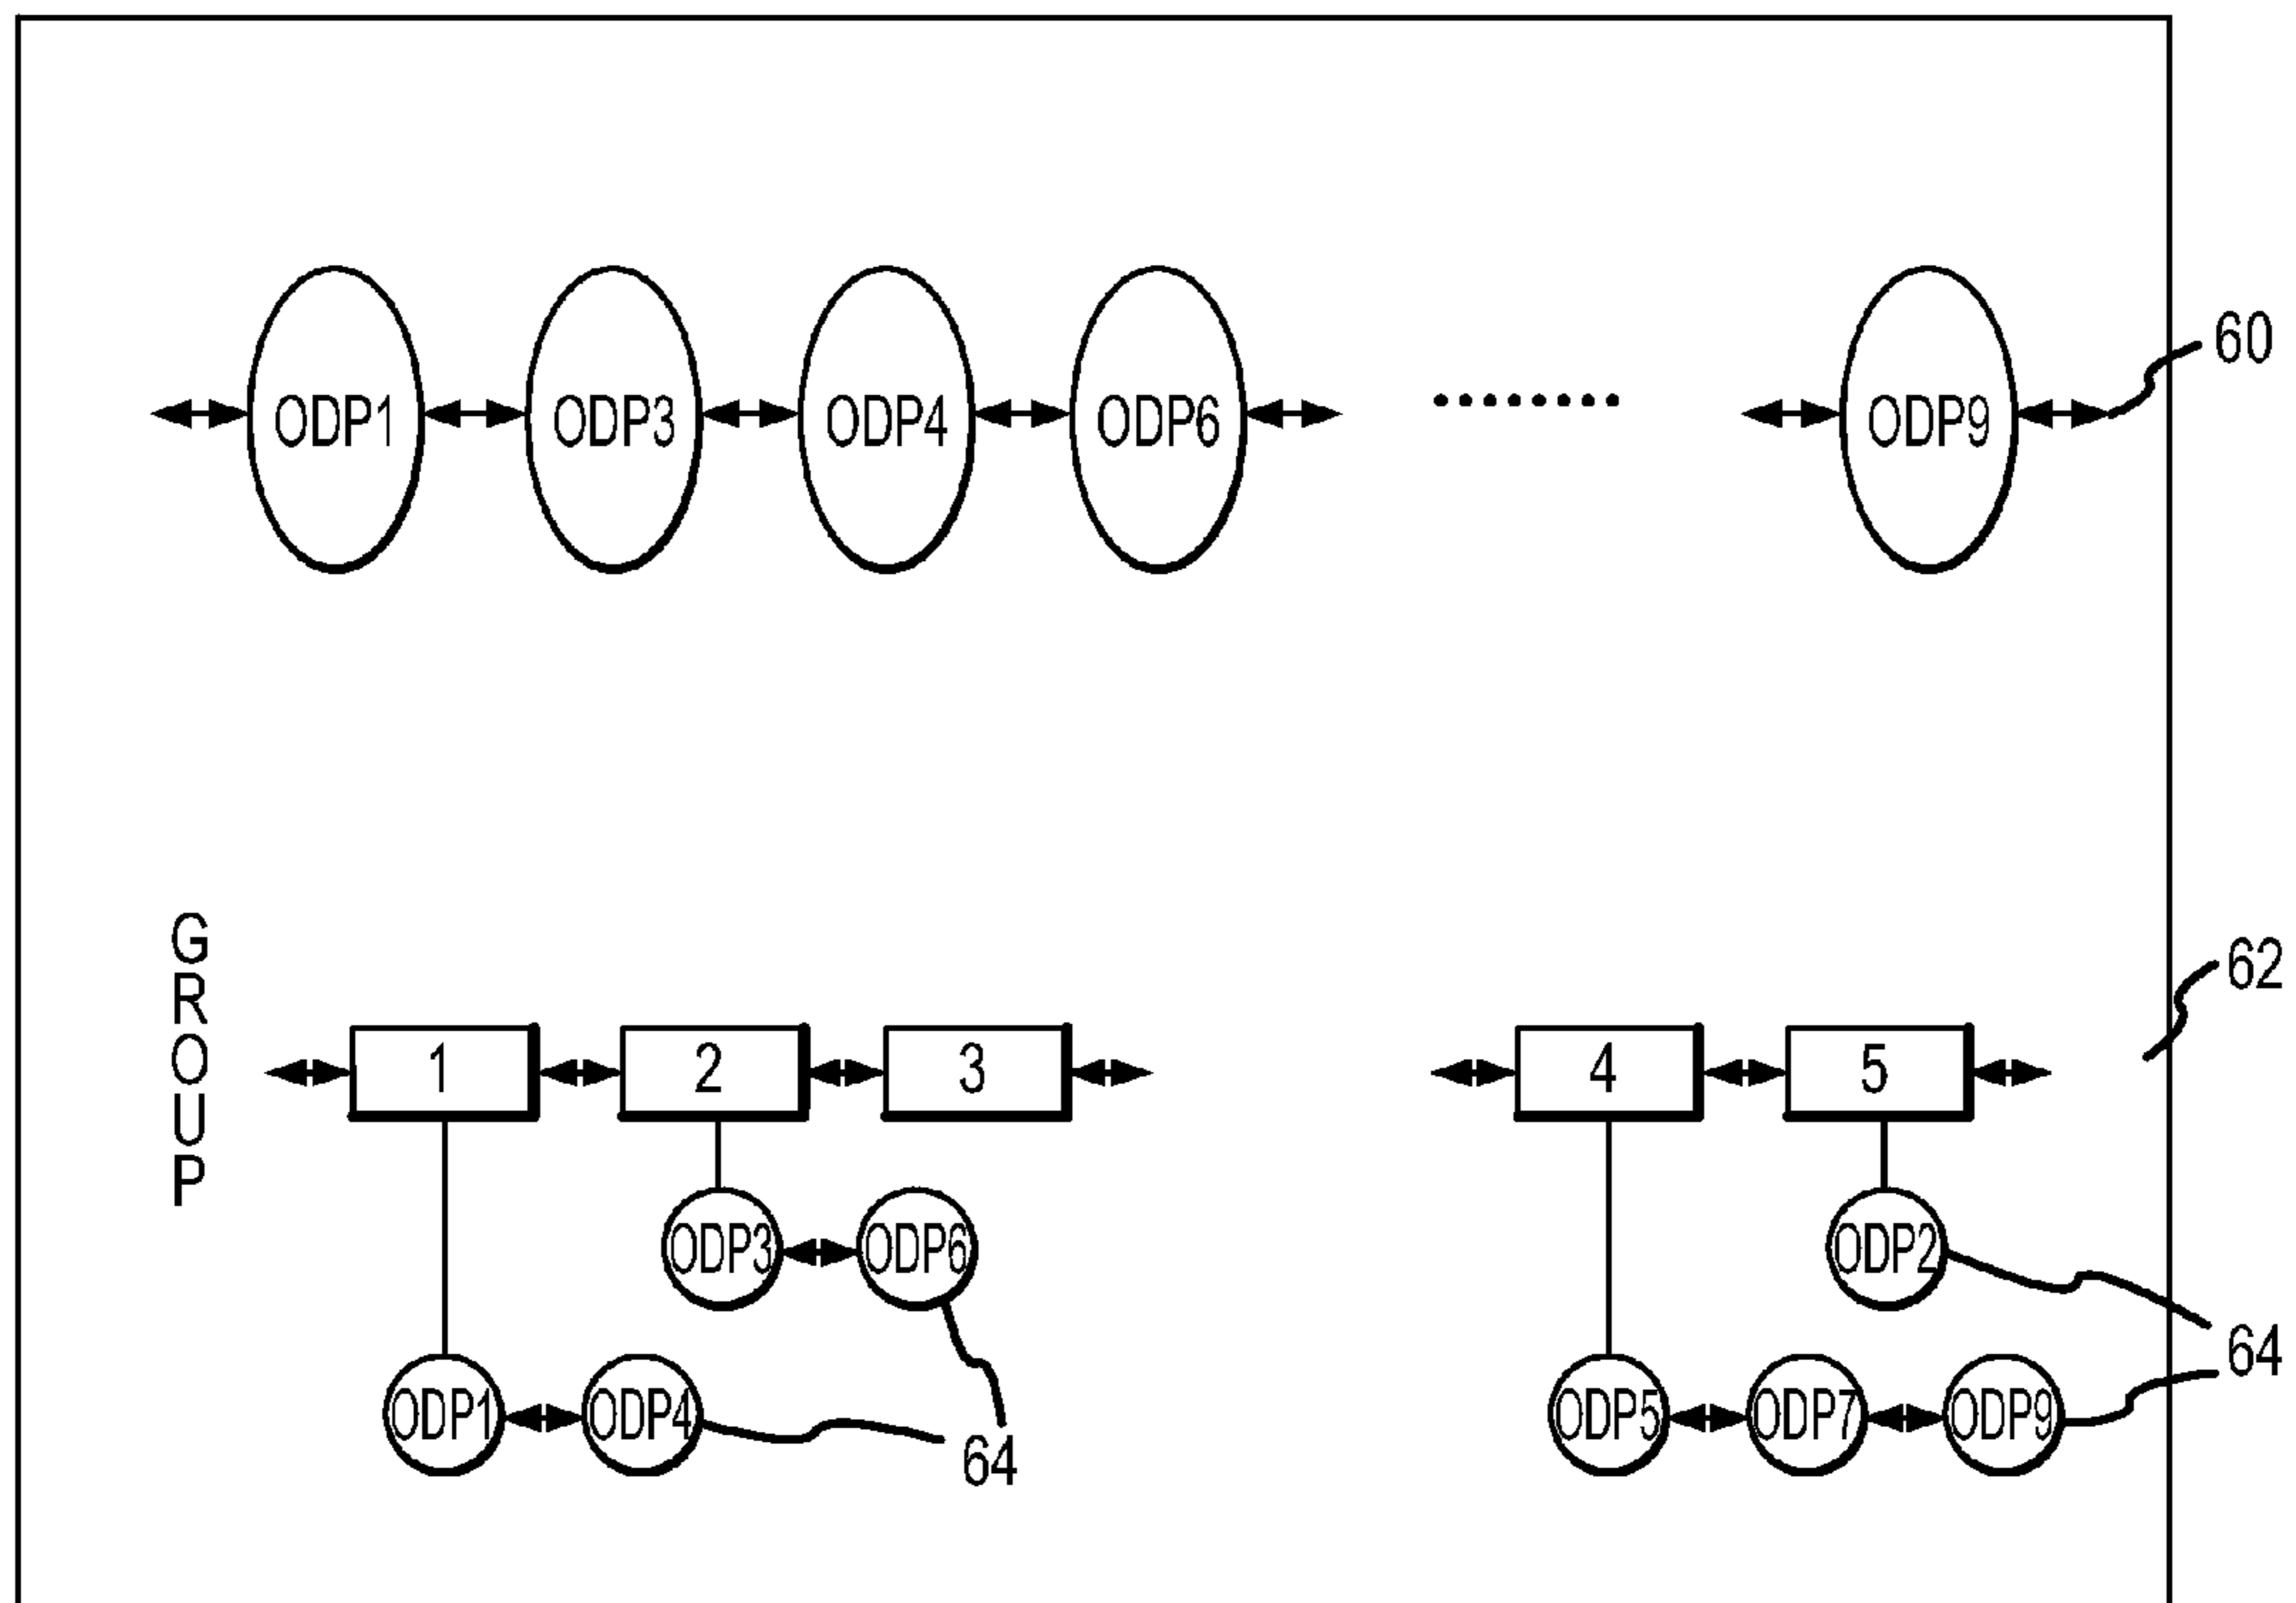 60
ODP1 ODP3 ODP4 ODP6 ........ ODP9
GROUP
62
1 2 3 4 5
ODP3 ODP6 ODP2
64
ODP1 ODP4 ODP5 ODP7 ODP9
64